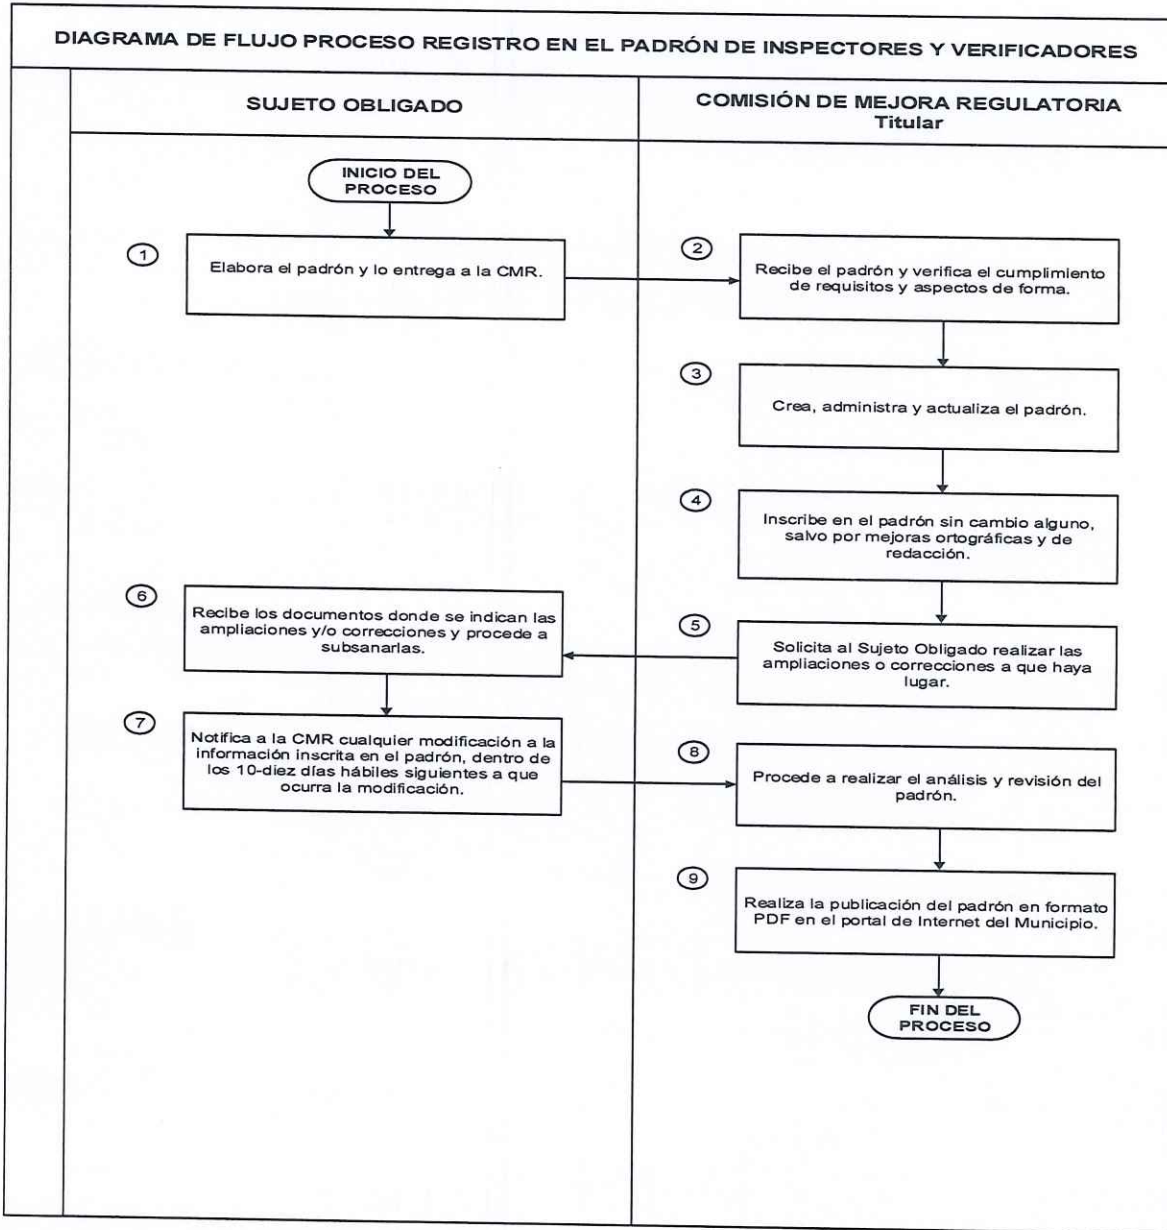 DIAGRAMA DE FLUJO PROCESO REGISTRO EN EL PADRÓN DE INSPECTORES Y VERIFICADORES
SUJETO OBLIGADO
COMISIÓN DE MEJORA REGULATORIA
Titular
INICIO DEL
PROCESO
1
Elabora el padrón y lo entrega a la CMR.
2
Recibe el padrón y verifica el cumplimiento
de requisitos y aspectos de forma.
3
Crea, administra y actualiza el padrón.
4
Inscribe en el padrón sin cambio alguno,
salvo por mejoras ortográficas y de
redacción.
5
Solicita al Sujeto Obligado realizar las
ampliaciones o correcciones a que haya
lugar.
6
Recibe los documentos donde se indican las
ampliaciones y/o correcciones y procede a
subsanarlas.
7
Notifica a la CMR cualquier modificación a la
información inscrita en el padrón, dentro de
los 10-diez días hábiles siguientes a que
ocurra la modificación.
8
Procede a realizar el análisis y revisión del
padrón.
9
Realiza la publicación del padrón en formato
PDF en el portal de Internet del Municipio.
FIN DEL
PROCESO